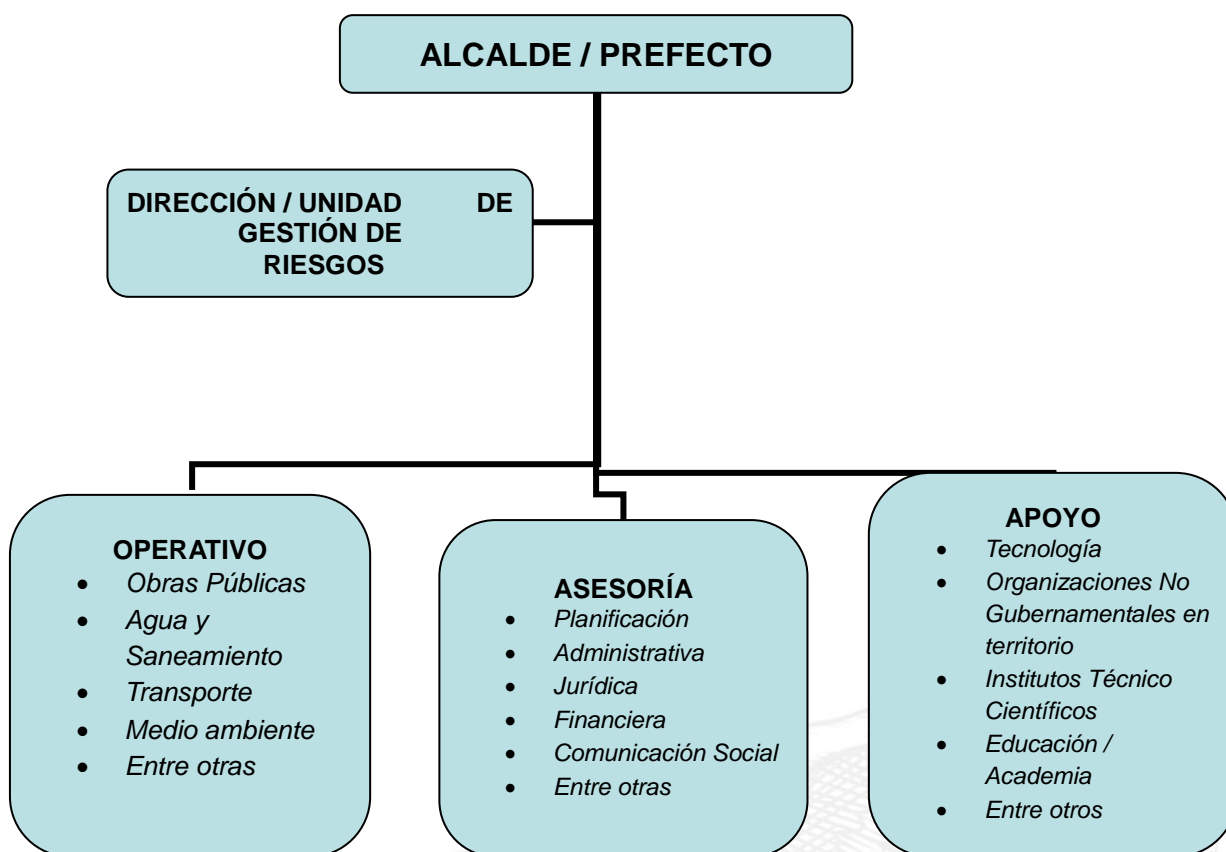 ALCALDE / PREFECTO
DIRECCIÓN / UNIDAD DE
GESTIÓN DE
RIESGOS
OPERATIVO
• Obras Públicas
• Agua y
Saneamiento
• Transporte
• Medio ambiente
• Entre otras
ASESORÍA
• Planificación
• Administrativa
• Jurídica
• Financiera
• Comunicación Social
• Entre otras
APOYO
• Tecnología
• Organizaciones No
Gubernamentales en
territorio
• Institutos Técnico
Científicos
• Educación /
Academia
• Entre otros